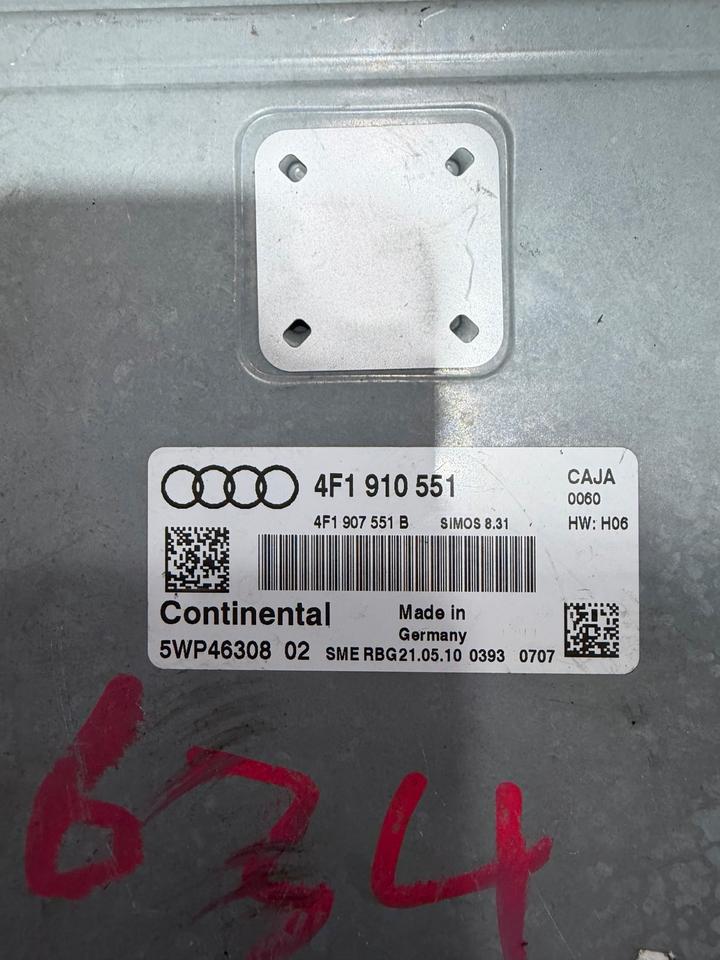 4F1 910 551
CAJA
0060
4F1 907 551 B SIMOS 8.31 HW: H06
Continental
Made in
Germany
5WP46308 02 SME RBG21.05.10 0393 0707
634